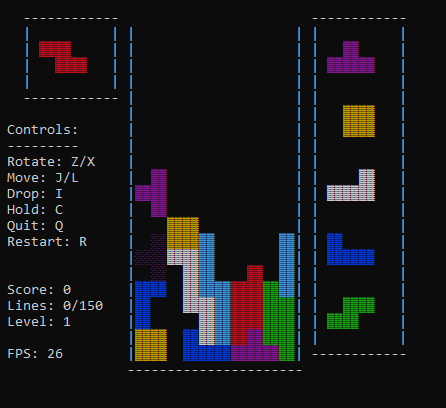 Controls:
---------
Rotate: Z/X
Move: J/L
Drop: I
Hold: C
Quit: Q
Restart: R
Score: 0
Lines: 0/150
Level: 1
FPS: 26